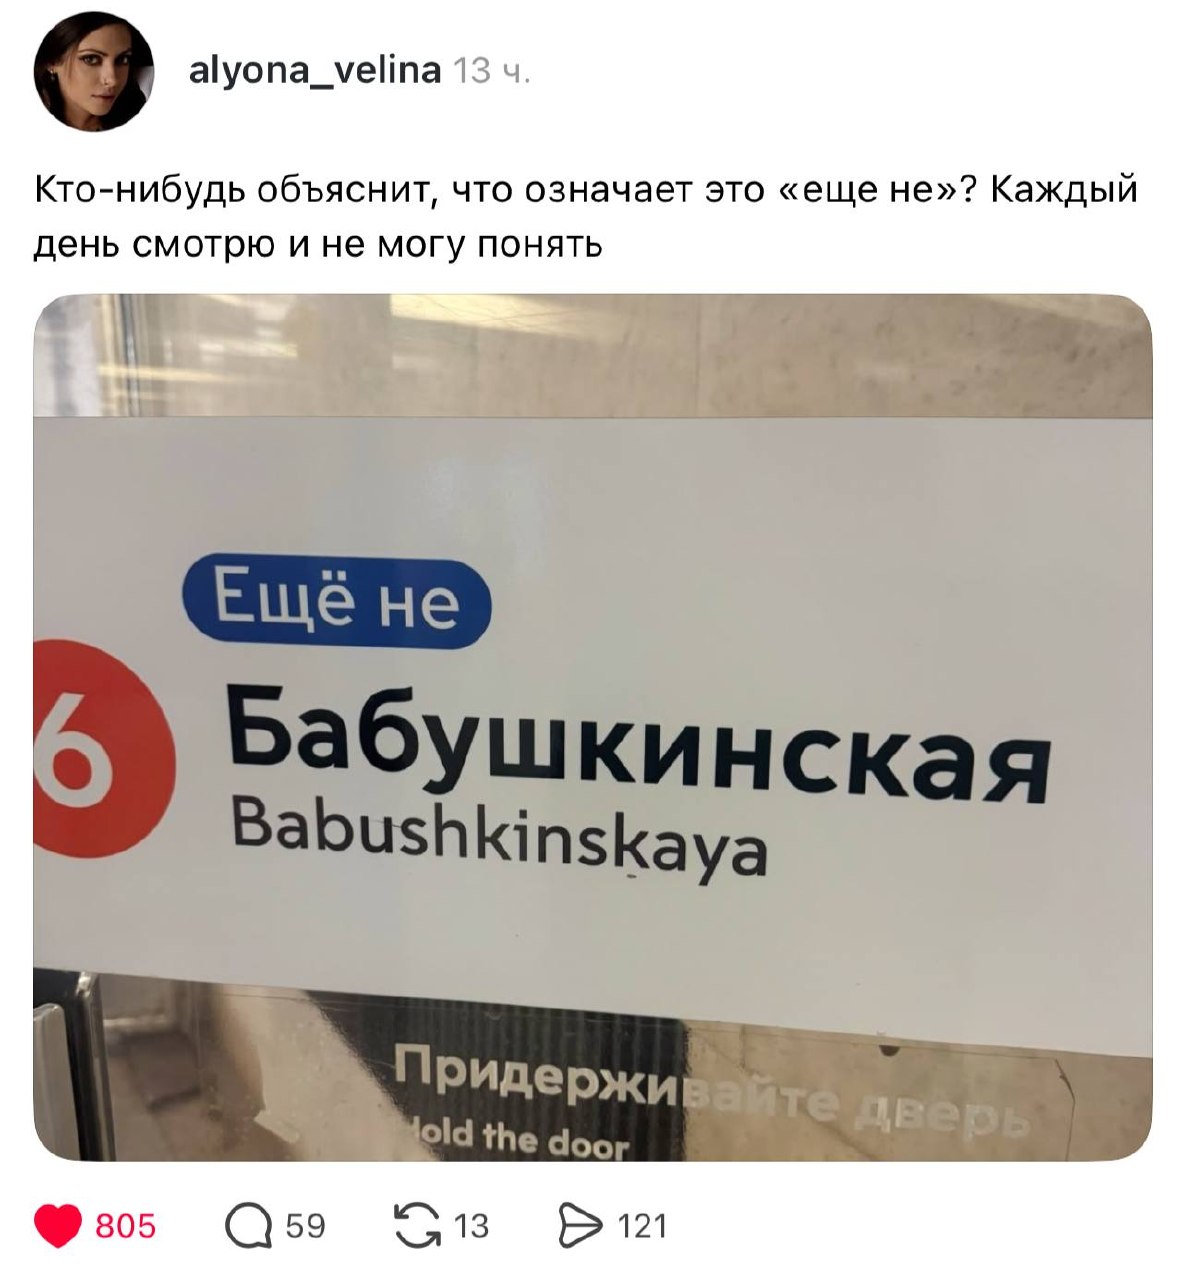 alyona_velina 13 ч.
Кто-нибудь объяснит, что означает это «еще не»? Каждый
день смотрю и не могу понять
Ещё не
6
Бабушкинская
Babushkinskaya
Придерживайте дверь
Hold the door
805 59 13 121